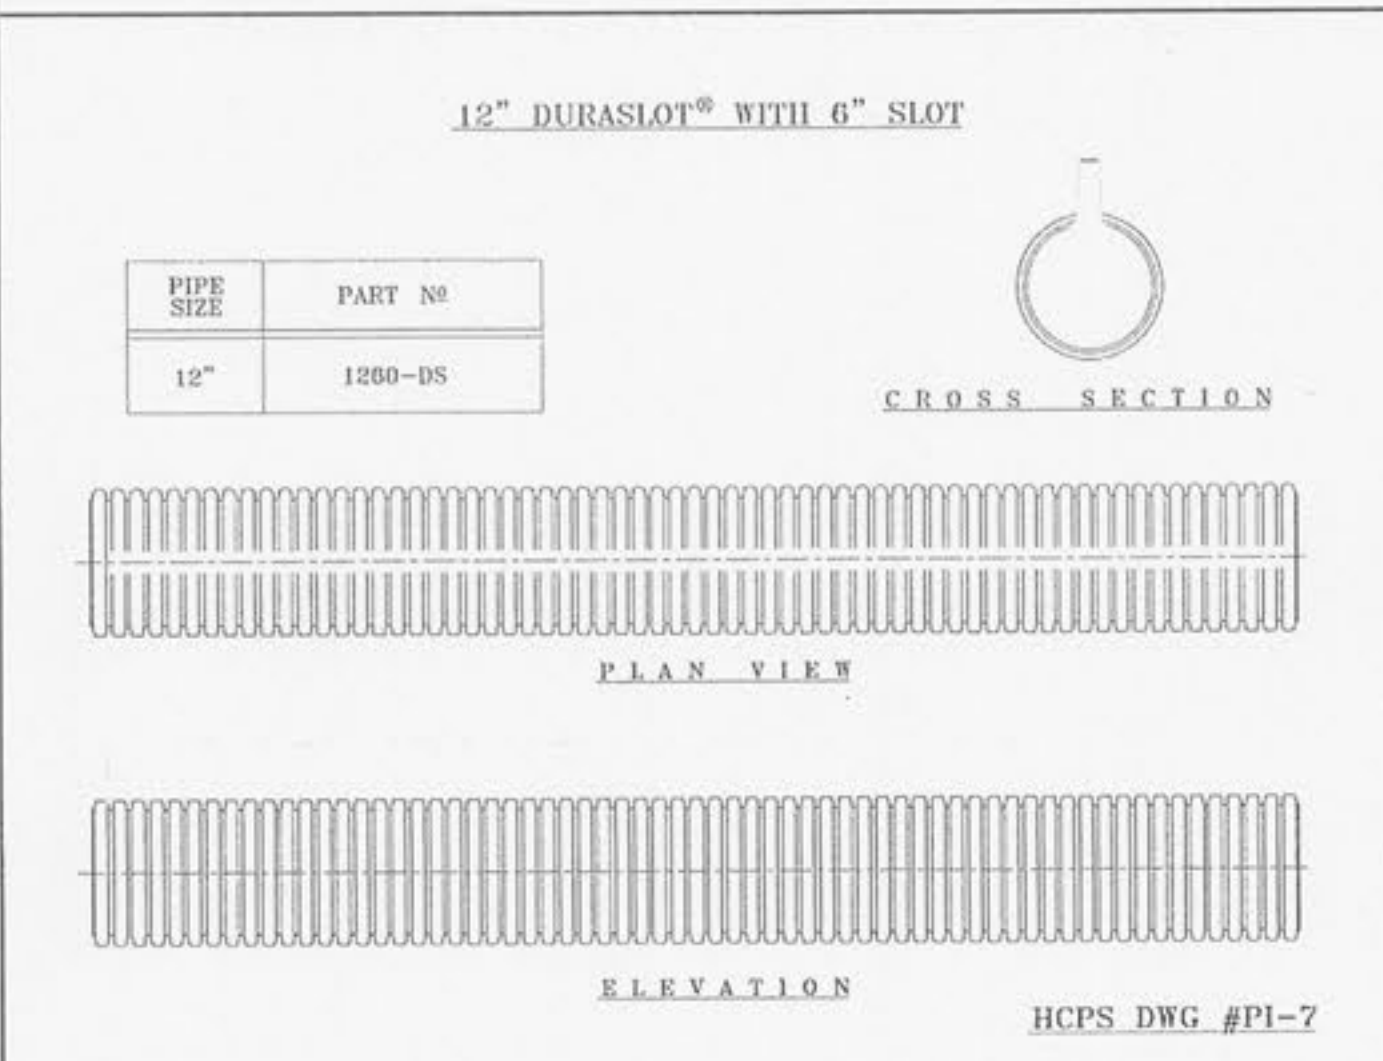 12" DURASLOT® WITH 6" SLOT
PIPE SIZE
PART Nº
12"
1260-DS
CROSS SECTION
PLAN VIEW
ELEVATION
HCPS DWG #PI-7